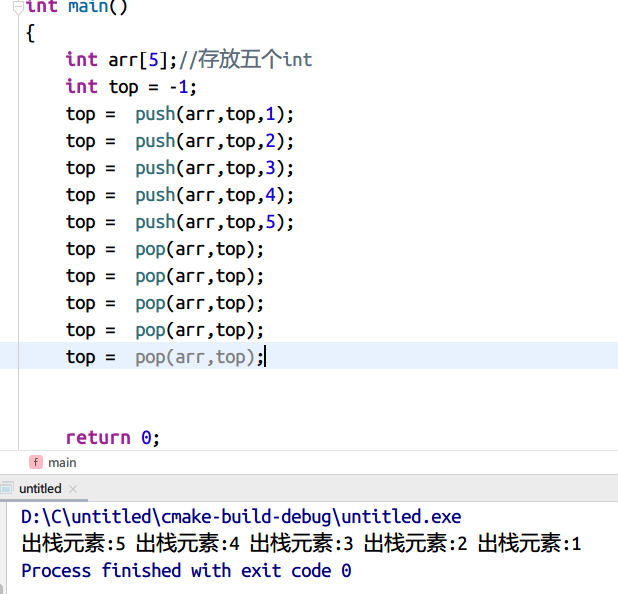 int main()
{
int arr[5];//存放五个int
int top = -1;
top =  push(arr,top,1);
top =  push(arr,top,2);
top =  push(arr,top,3);
top =  push(arr,top,4);
top =  push(arr,top,5);
top =  pop(arr,top);
top =  pop(arr,top);
top =  pop(arr,top);
top =  pop(arr,top);
top =  pop(arr,top);
return 0;
f main
untitled ×
D:\C\untitled\cmake-build-debug\untitled.exe
出栈元素:5 出栈元素:4 出栈元素:3 出栈元素:2 出栈元素:1
Process finished with exit code 0